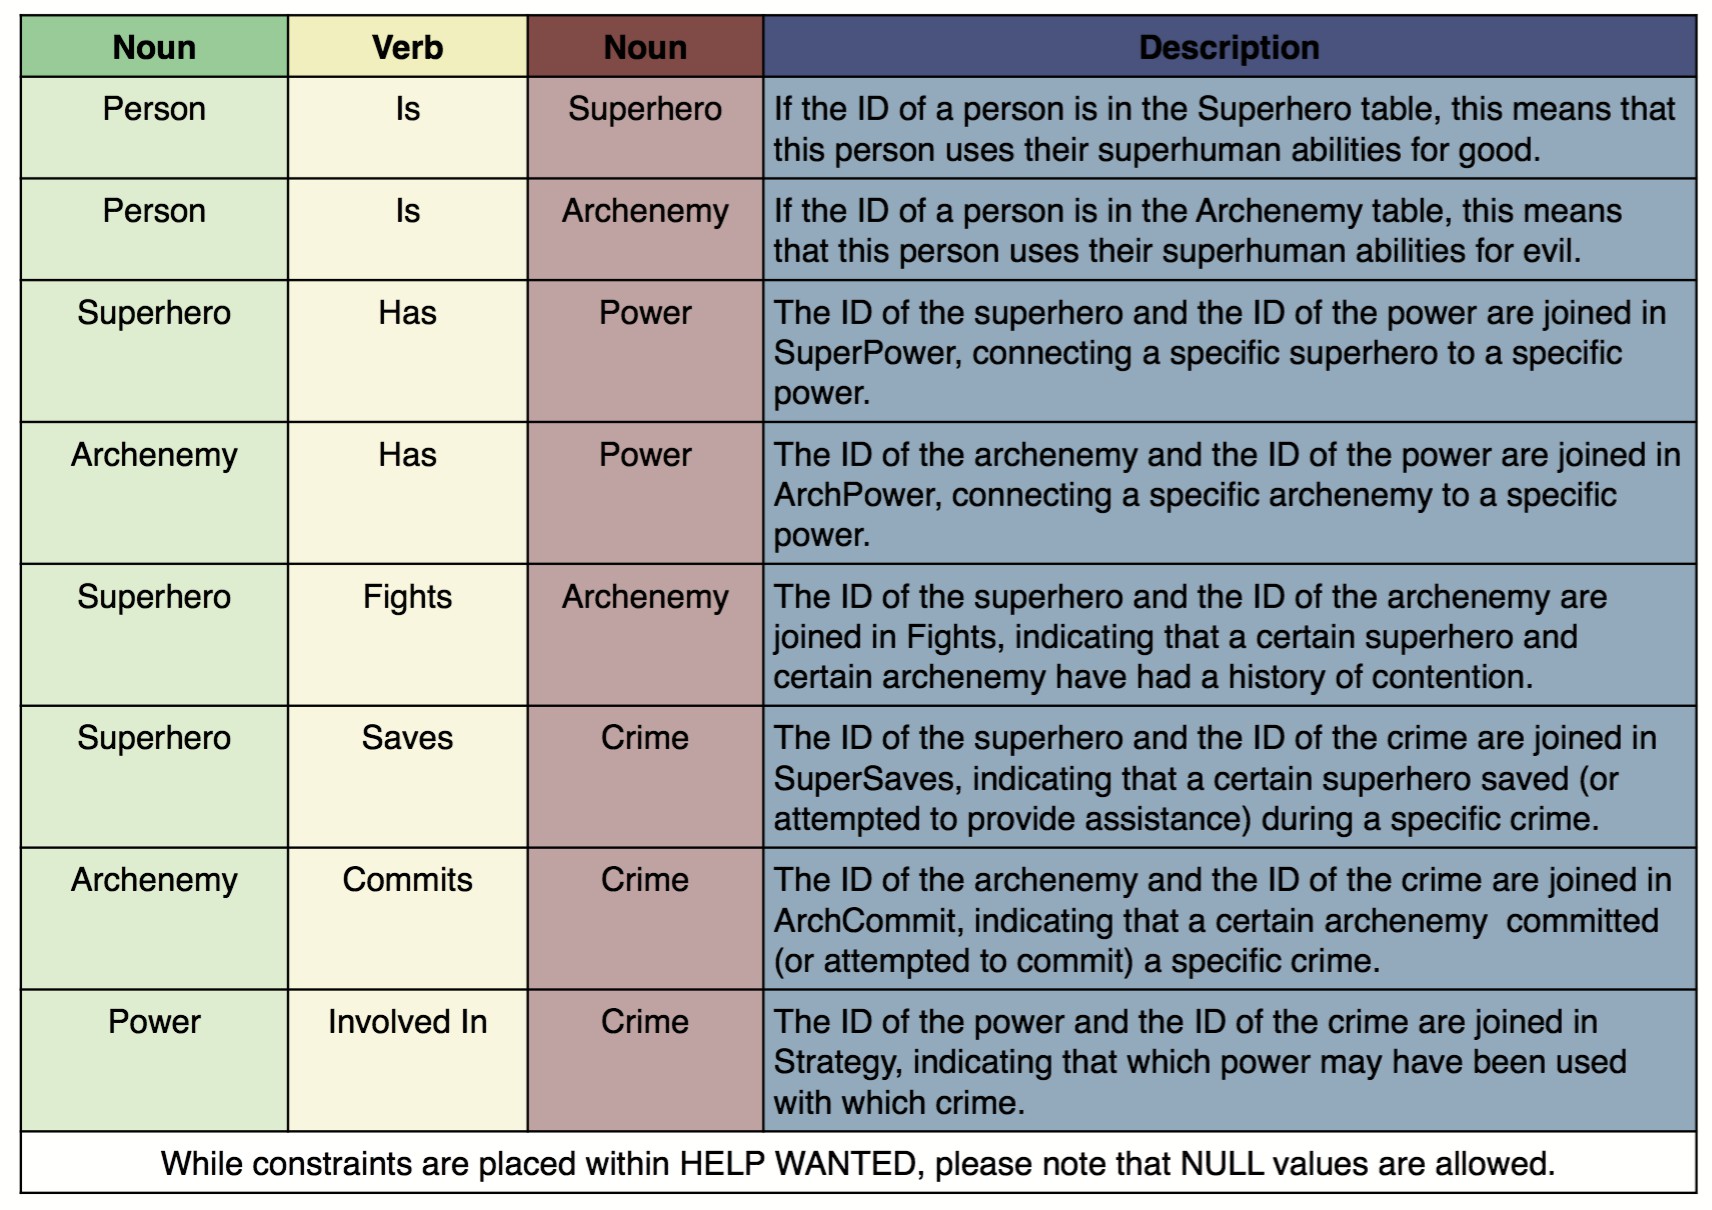 Noun Verb Noun Description
Person Is Superhero If the ID of a person is in the Superhero table, this means that
this person uses their superhuman abilities for good.
Person Is Archenemy If the ID of a person is in the Archenemy table, this means
that this person uses their superhuman abilities for evil.
Superhero Has Power The ID of the superhero and the ID of the power are joined in
SuperPower, connecting a specific superhero to a specific
power.
Archenemy Has Power The ID of the archenemy and the ID of the power are joined in
ArchPower, connecting a specific archenemy to a specific
power.
Superhero Fights Archenemy The ID of the superhero and the ID of the archenemy are
joined in Fights, indicating that a certain superhero and
certain archenemy have had a history of contention.
Superhero Saves Crime The ID of the superhero and the ID of the crime are joined in
SuperSaves, indicating that a certain superhero saved (or
attempted to provide assistance) during a specific crime.
Archenemy Commits Crime The ID of the archenemy and the ID of the crime are joined in
ArchCommit, indicating that a certain archenemy  committed
(or attempted to commit) a specific crime.
Power Involved In Crime The ID of the power and the ID of the crime are joined in
Strategy, indicating that which power may have been used
with which crime.
While constraints are placed within HELP WANTED, please note that NULL values are allowed.